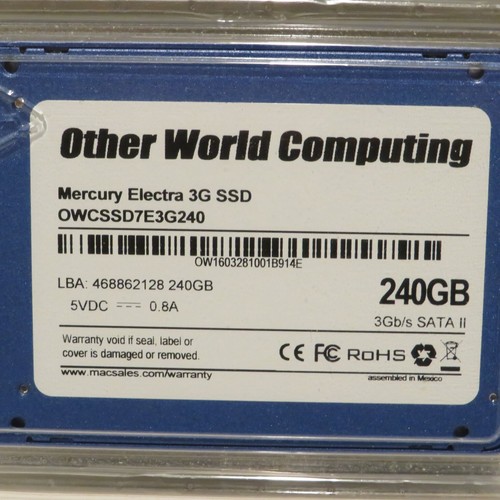 Other World Computing
Mercury Electra 3G SSD
OWCSSD7E3G240
OW1603281001B914E
LBA: 468862128 240GB
5VDC 0.8A
240GB
3Gb/s SATA II
Warranty void if seal, label or
cover is damaged or removed.
www.macsales.com/warranty
CE FC RoHS
assembled in Mexico